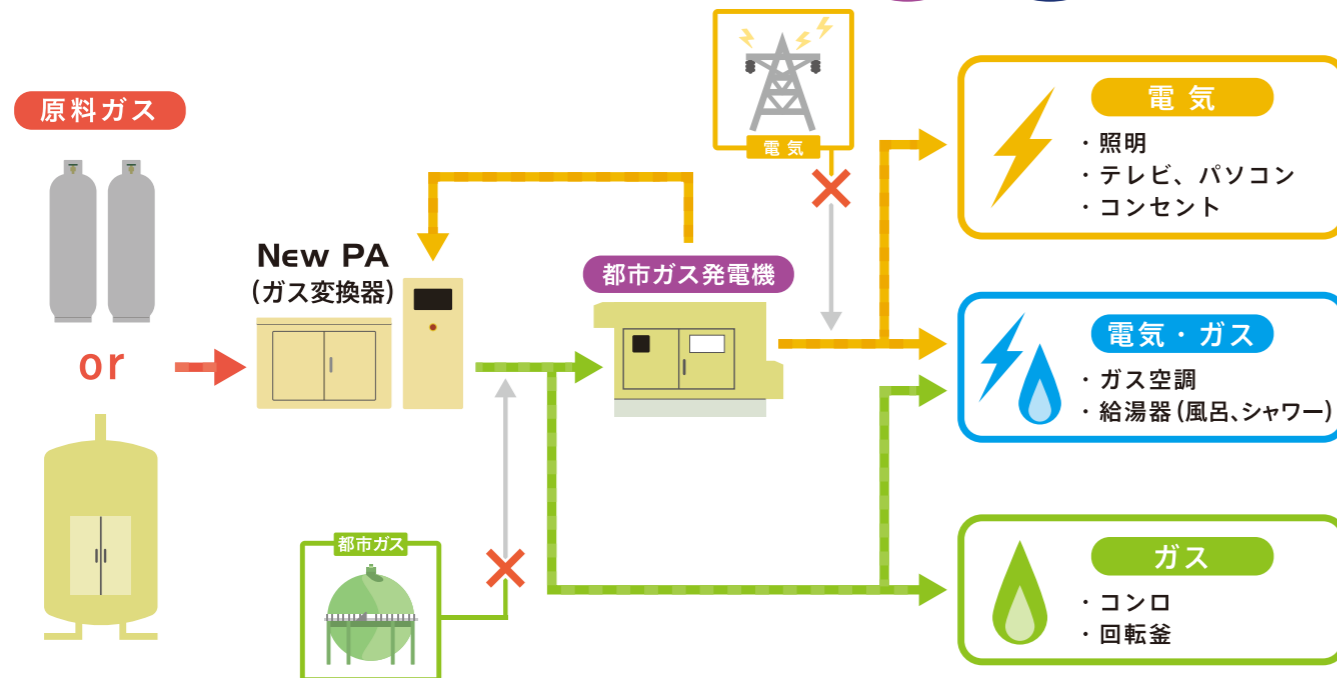 原料ガス
or
New PA
(ガス変換器)
都市ガス
都市ガス発電機
電気
電気
・照明
・テレビ、パソコン
・コンセント
電気・ガス
・ガス空調
・給湯器(風呂、シャワー)
ガス
・コンロ
・回転釜